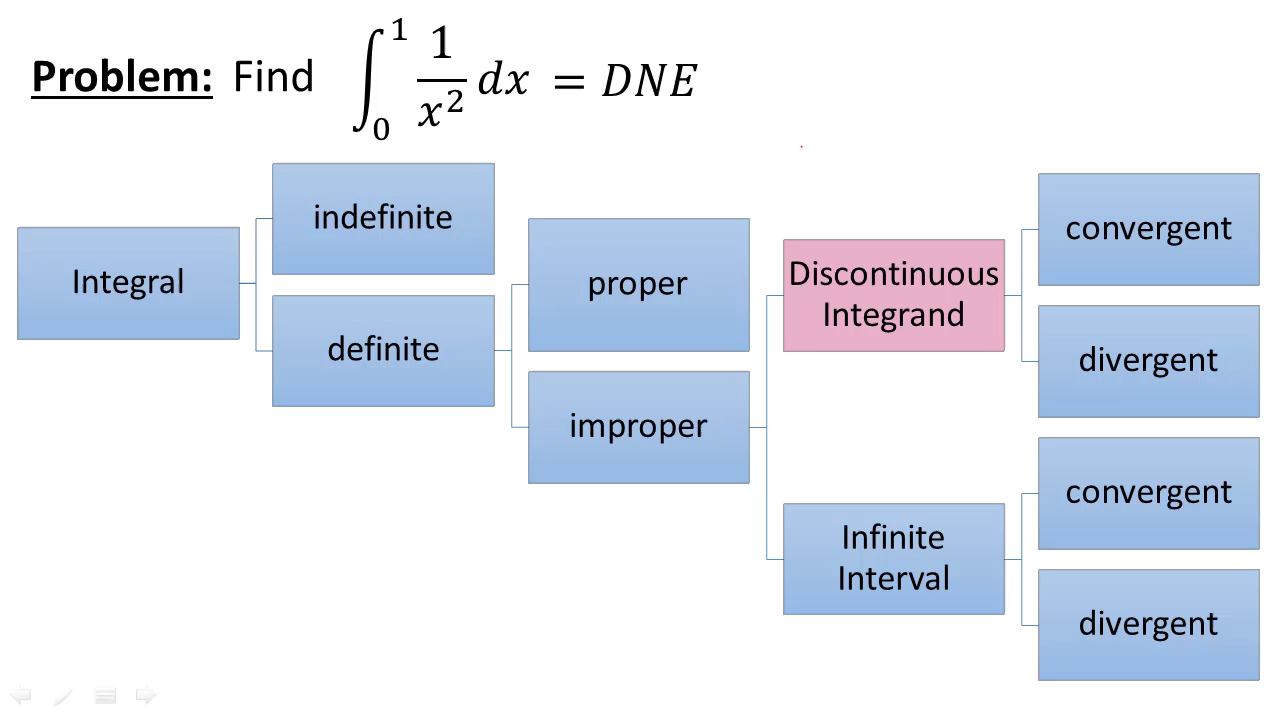 Problem: Find ∫₀¹ 1/x² dx = DNE
Integral
indefinite
definite
proper
improper
Discontinuous
Integrand
Infinite
Interval
convergent
divergent
convergent
divergent